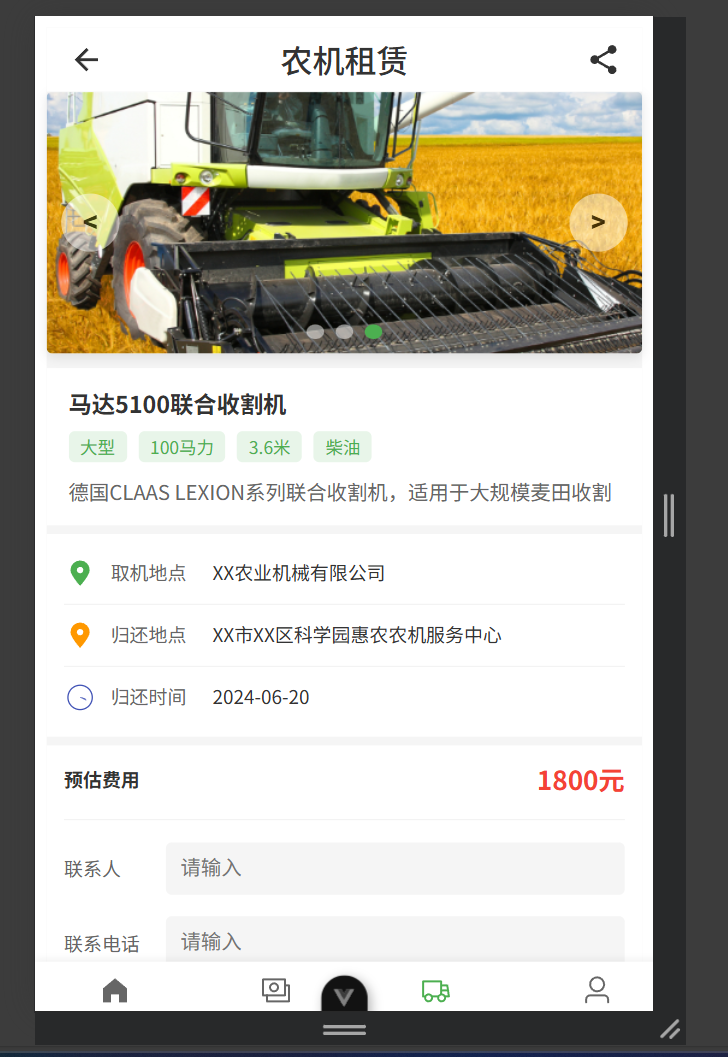 农机租赁
<
>
马达5100联合收割机
大型 100马力 3.6米 柴油
德国CLAAS LEXION系列联合收割机，适用于大规模麦田收割
取机地点 XX农业机械有限公司
归还地点 XX市XX区科学园惠农农机服务中心
归还时间 2024-06-20
预估费用 1800元
联系人 请输入
联系电话 请输入